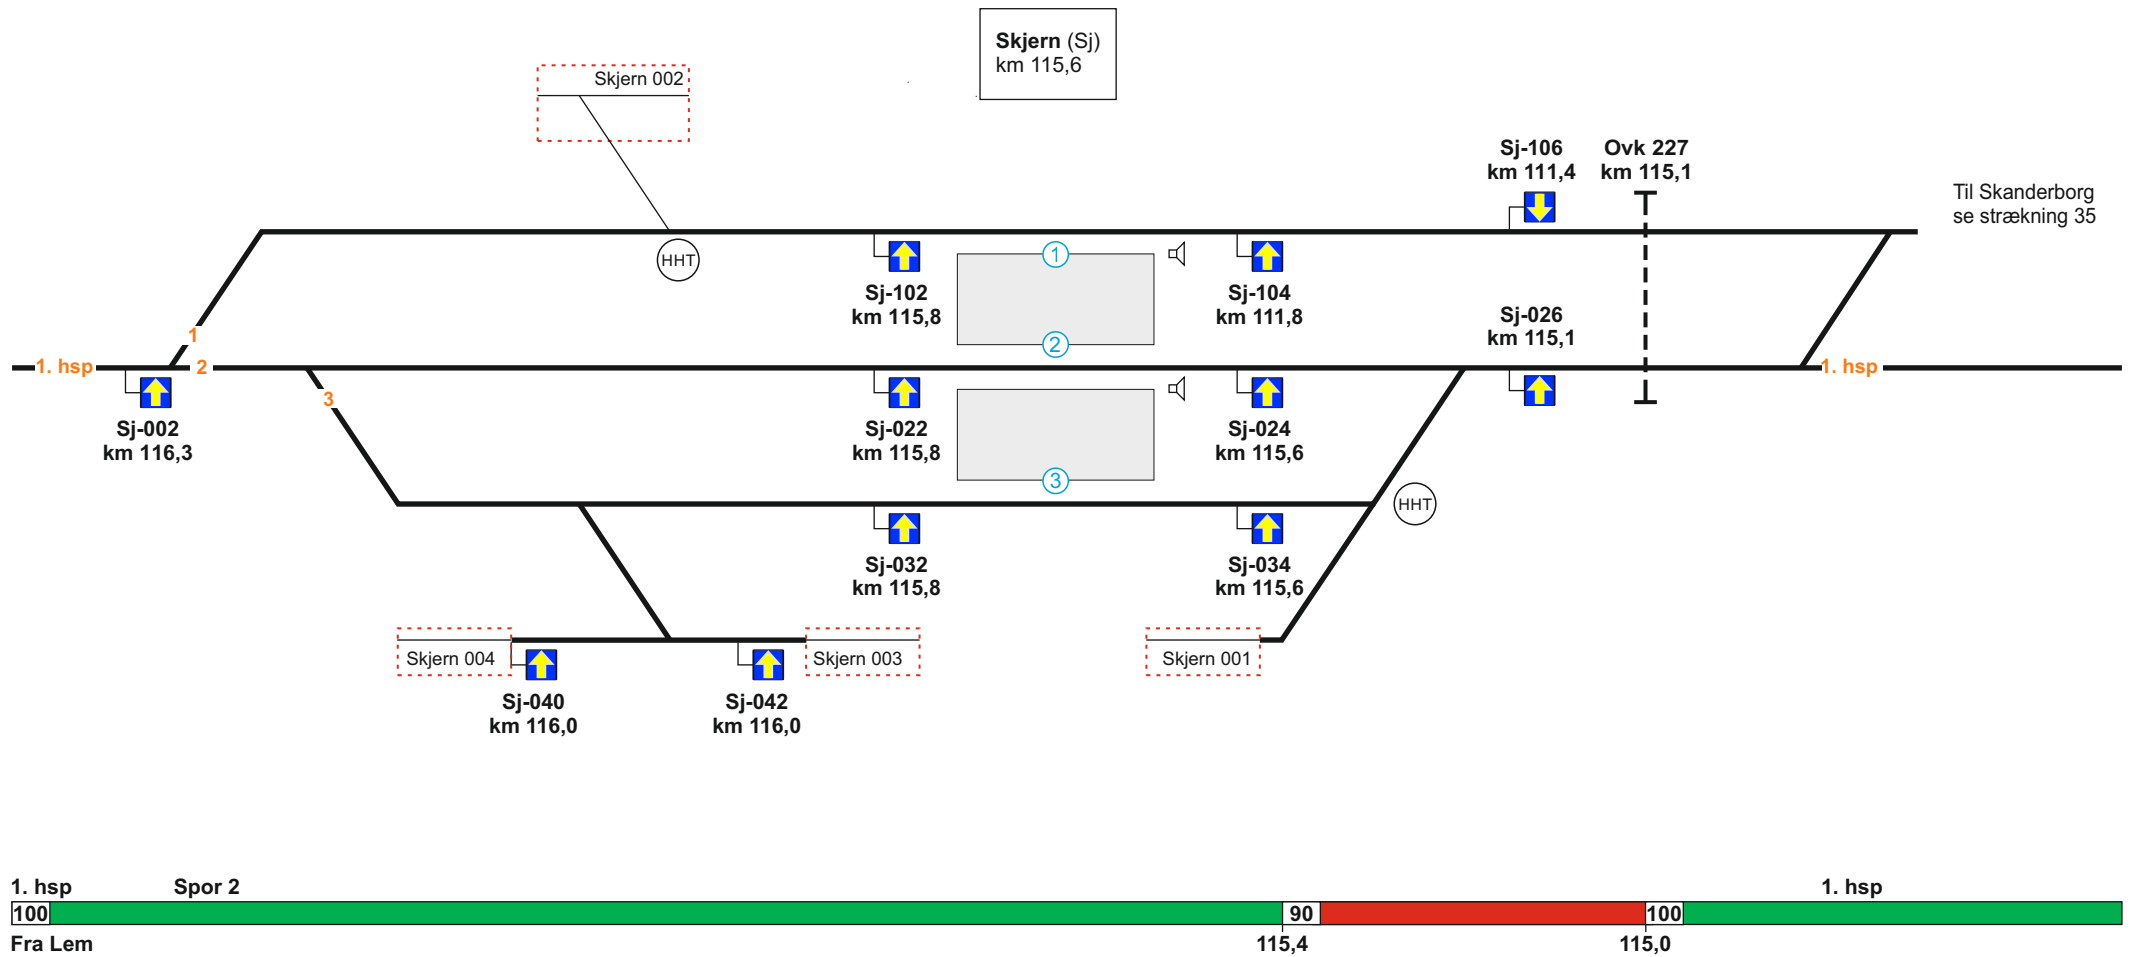 Skjern (Sj)
km 115,6
Skjern 002
Sj-106
km 111,4
Ovk 227
km 115,1
Til Skanderborg
se strækning 35
HHT
1
Sj-102
km 115,8
Sj-104
km 111,8
Sj-026
km 115,1
1
2
1. hsp
2
1. hsp
3
Sj-002
km 116,3
Sj-022
km 115,8
Sj-024
km 115,6
3
HHT
Sj-032
km 115,8
Sj-034
km 115,6
Skjern 004
Skjern 003
Skjern 001
Sj-040
km 116,0
Sj-042
km 116,0
1. hsp
Spor 2
1. hsp
100
90
100
Fra Lem
115,4
115,0